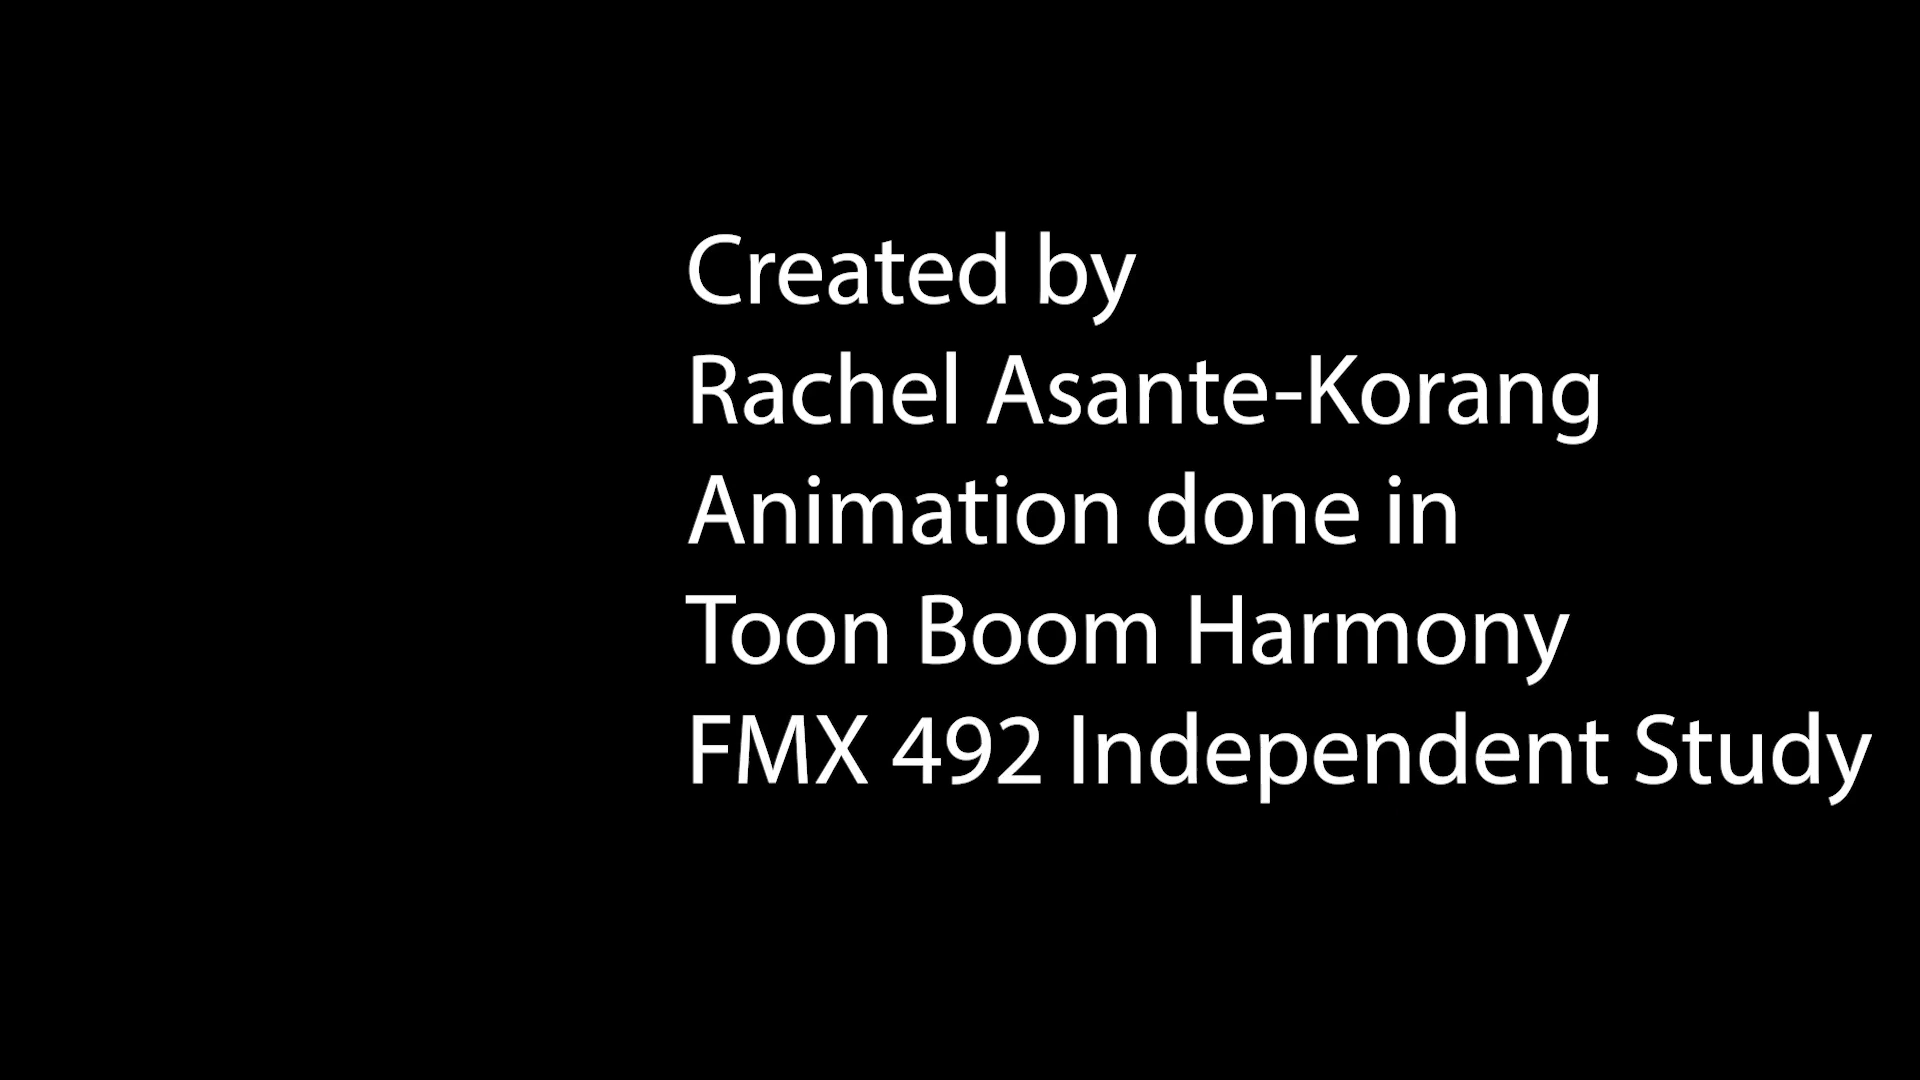 Created by
Rachel Asante-Korang
Animation done in
Toon Boom Harmony
FMX 492 Independent Study